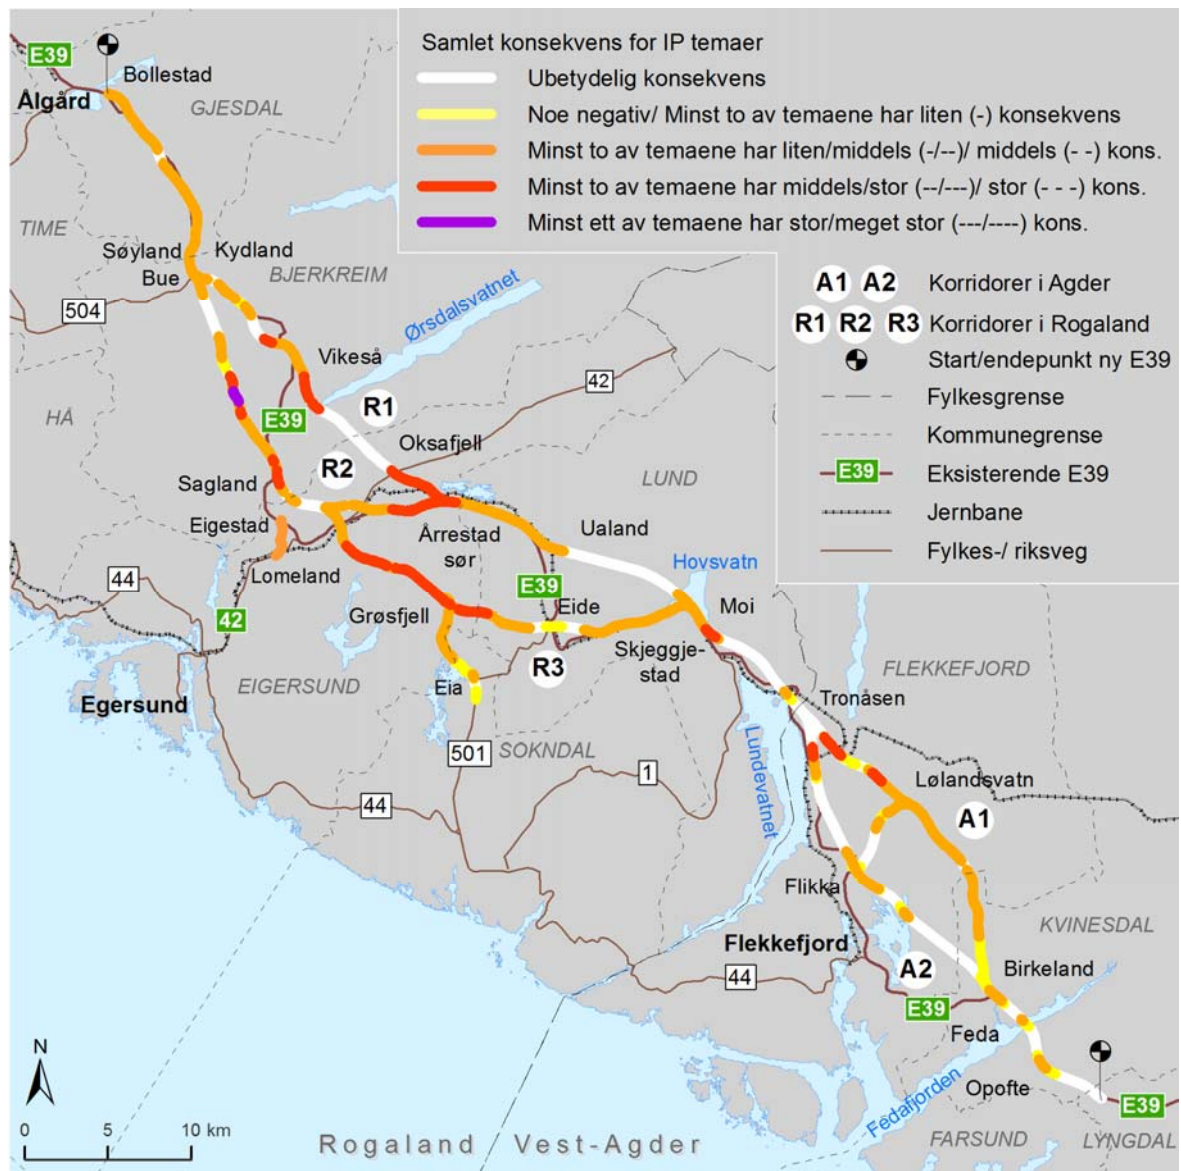 Samlet konsekvens for IP temaer
Ubetydelig konsekvens
Noe negativ/ Minst to av temaene har liten (-) konsekvens
Minst to av temaene har liten/middels (-/--)/ middels (- -) kons.
Minst to av temaene har middels/stor (--/---)/ stor (- - -) kons.
Minst ett av temaene har stor/meget stor (---/----) kons.
A1 A2 Korridorer i Agder
R1 R2 R3 Korridorer i Rogaland
Start/endepunkt ny E39
Fylkesgrense
Kommunegrense
E39 Eksisterende E39
Jernbane
Fylkes-/ riksveg
E39
Bollestad
Ålgård
GJESDAL
TIME
Søyland
Kydland
Bue
BJERKREIM
504
Ørsdalsvatnet
Vikeså
42
HÅ
E39
R1
Oksafjell
R2
LUND
Sagland
Eigestad
Ualand
Årrestad
sør
Hovsvatn
44
Lomeland
E39
42
Grøsfjell
Eide
Moi
Skjeggje-
stad
FLEKKEFJORD
R3
EIGERSUND
Eia
Egersund
Tronåsen
SOKNDAL
501
Lundevatnet
1
Lølandsvatn
44
A1
Flikka
KVINESDAL
Flekkefjord
A2
Birkeland
44
E39
Feda
N
Opofte
Fedafjorden
E39
0 5 10 km
Rogaland Vest-Agder
FARSUND
LYNGDAL